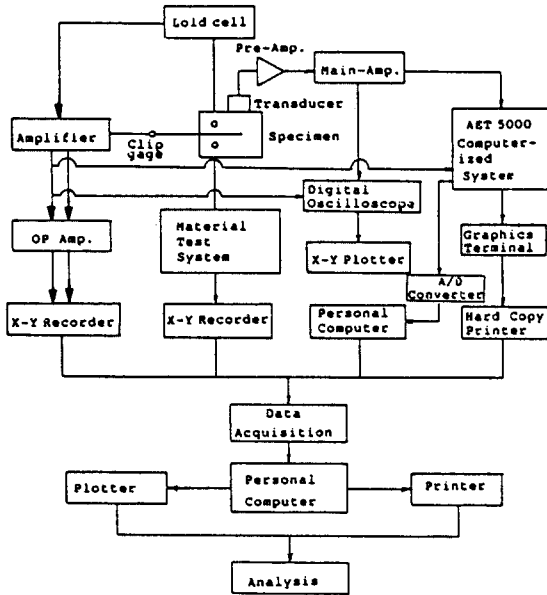 Loid cell
Pre-Amp.
Main-Amp.
Transducer
Amplifier
Clip
gage
Specimen
AET 5000
Computer-
ized
System
Digital
Oscilloscope
OP Amp.
Material
Test
System
X-Y Plotter
Graphics
Terminal
A/D
Converter
X-Y Recorder
X-Y Recorder
Personal
Computer
Hard Copy
Printer
Data
Acquisition
Plotter
Personal
Computer
Printer
Analysis